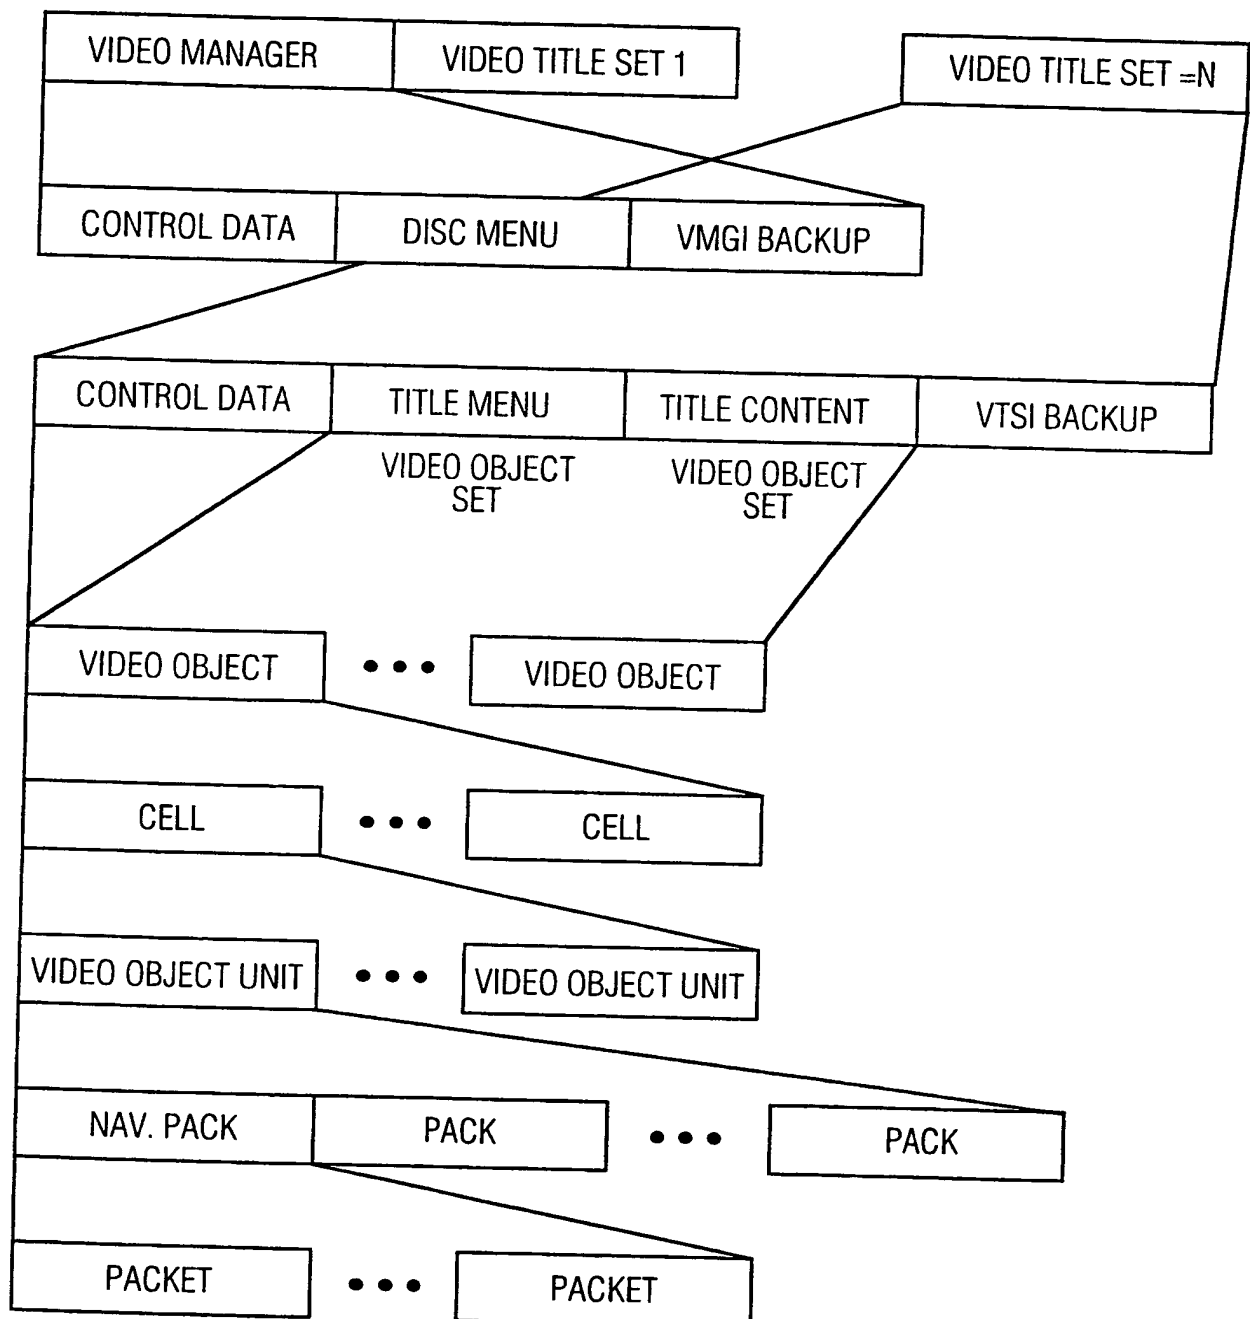 VIDEO MANAGER
VIDEO TITLE SET 1
VIDEO TITLE SET =N
CONTROL DATA
DISC MENU
VMGI BACKUP
CONTROL DATA
TITLE MENU
TITLE CONTENT
VTSI BACKUP
VIDEO OBJECT
SET
VIDEO OBJECT
SET
VIDEO OBJECT
VIDEO OBJECT
CELL
CELL
VIDEO OBJECT UNIT
VIDEO OBJECT UNIT
NAV. PACK
PACK
PACK
PACKET
PACKET